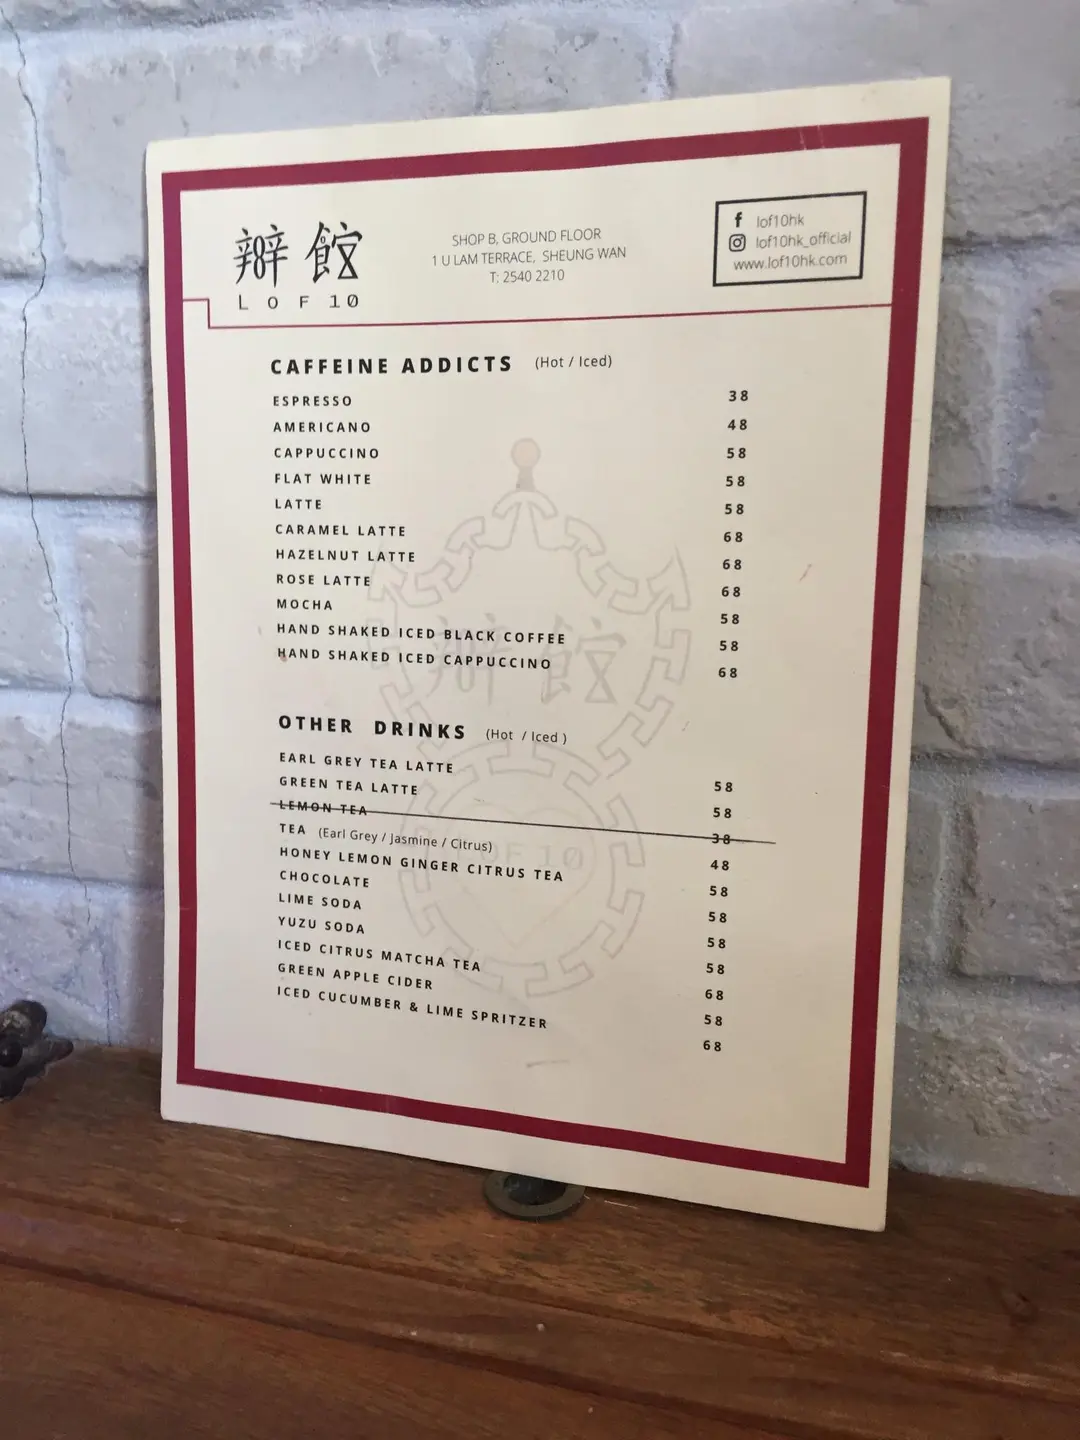 辦館
LOF10
SHOP B, GROUND FLOOR
1 U LAM TERRACE, SHEUNG WAN
T: 2540 2210
lof10hk
lof10hk_official
www.lof10hk.com
CAFFEINE ADDICTS (Hot / Iced)
ESPRESSO 38
AMERICANO 48
CAPPUCCINO 58
FLAT WHITE 58
LATTE 58
CARAMEL LATTE 68
HAZELNUT LATTE 68
ROSE LATTE 68
MOCHA 58
HAND SHAKED ICED BLACK COFFEE 58
HAND SHAKED ICED CAPPUCCINO 68
辦館
OTHER DRINKS (Hot / Iced )
EARL GREY TEA LATTE 58
GREEN TEA LATTE 58
LEMON TEA 38
TEA (Earl Grey / Jasmine / Citrus) 48
HONEY LEMON GINGER CITRUS TEA 58
LOF10
CHOCOLATE 58
LIME SODA 58
YUZU SODA 58
ICED CITRUS MATCHA TEA 68
GREEN APPLE CIDER 58
ICED CUCUMBER & LIME SPRITZER 68